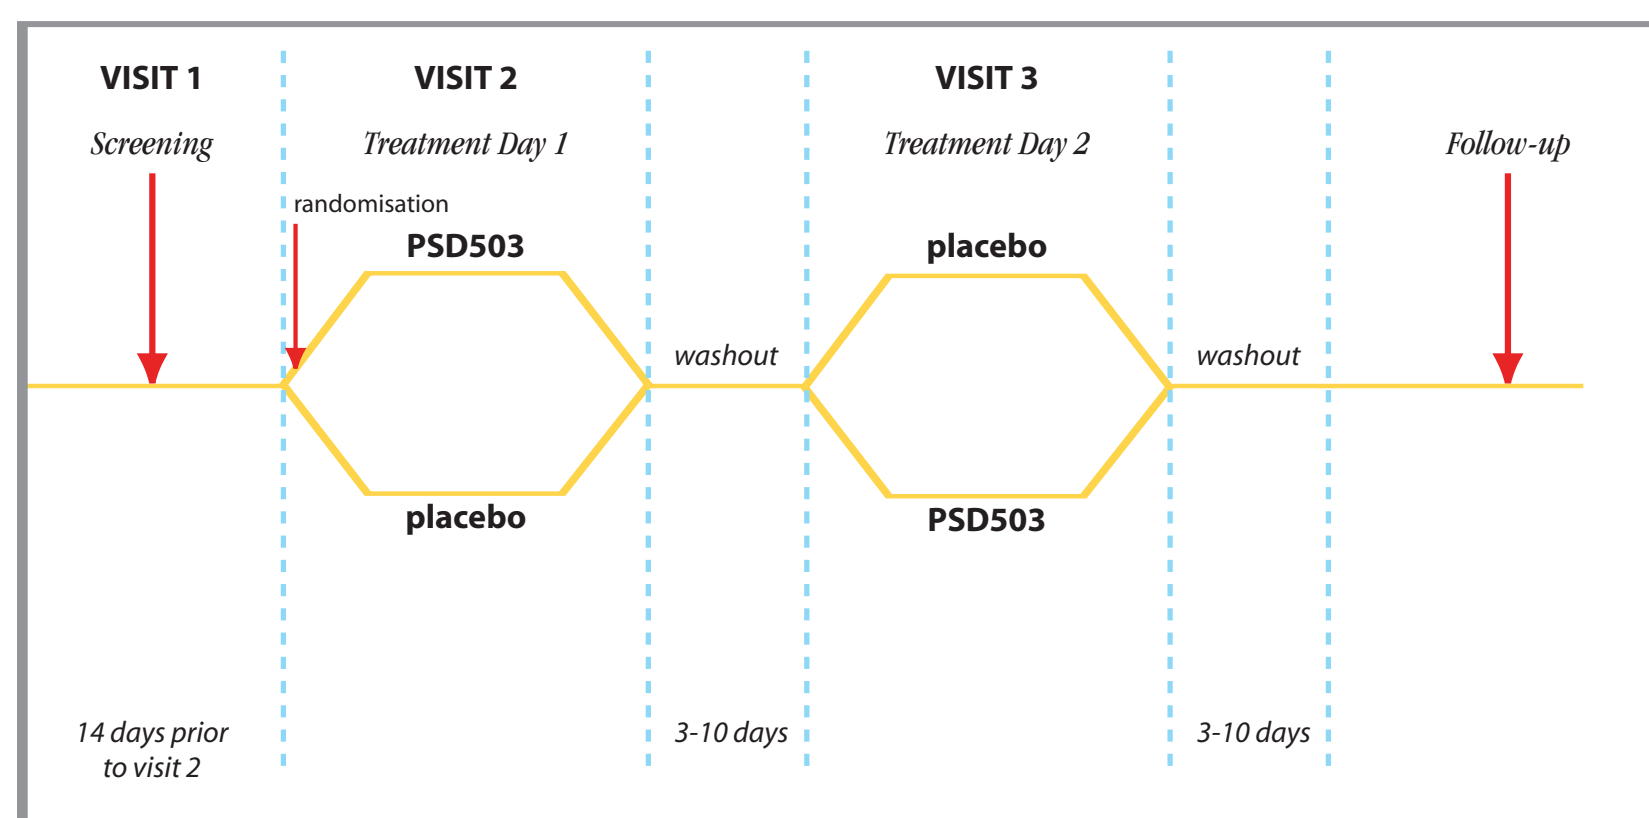 VISIT 1
VISIT 2
VISIT 3
Screening
Treatment Day 1
Treatment Day 2
Follow-up
randomisation
PSD503
placebo
washout
washout
placebo
PSD503
14 days prior
to visit 2
3-10 days
3-10 days